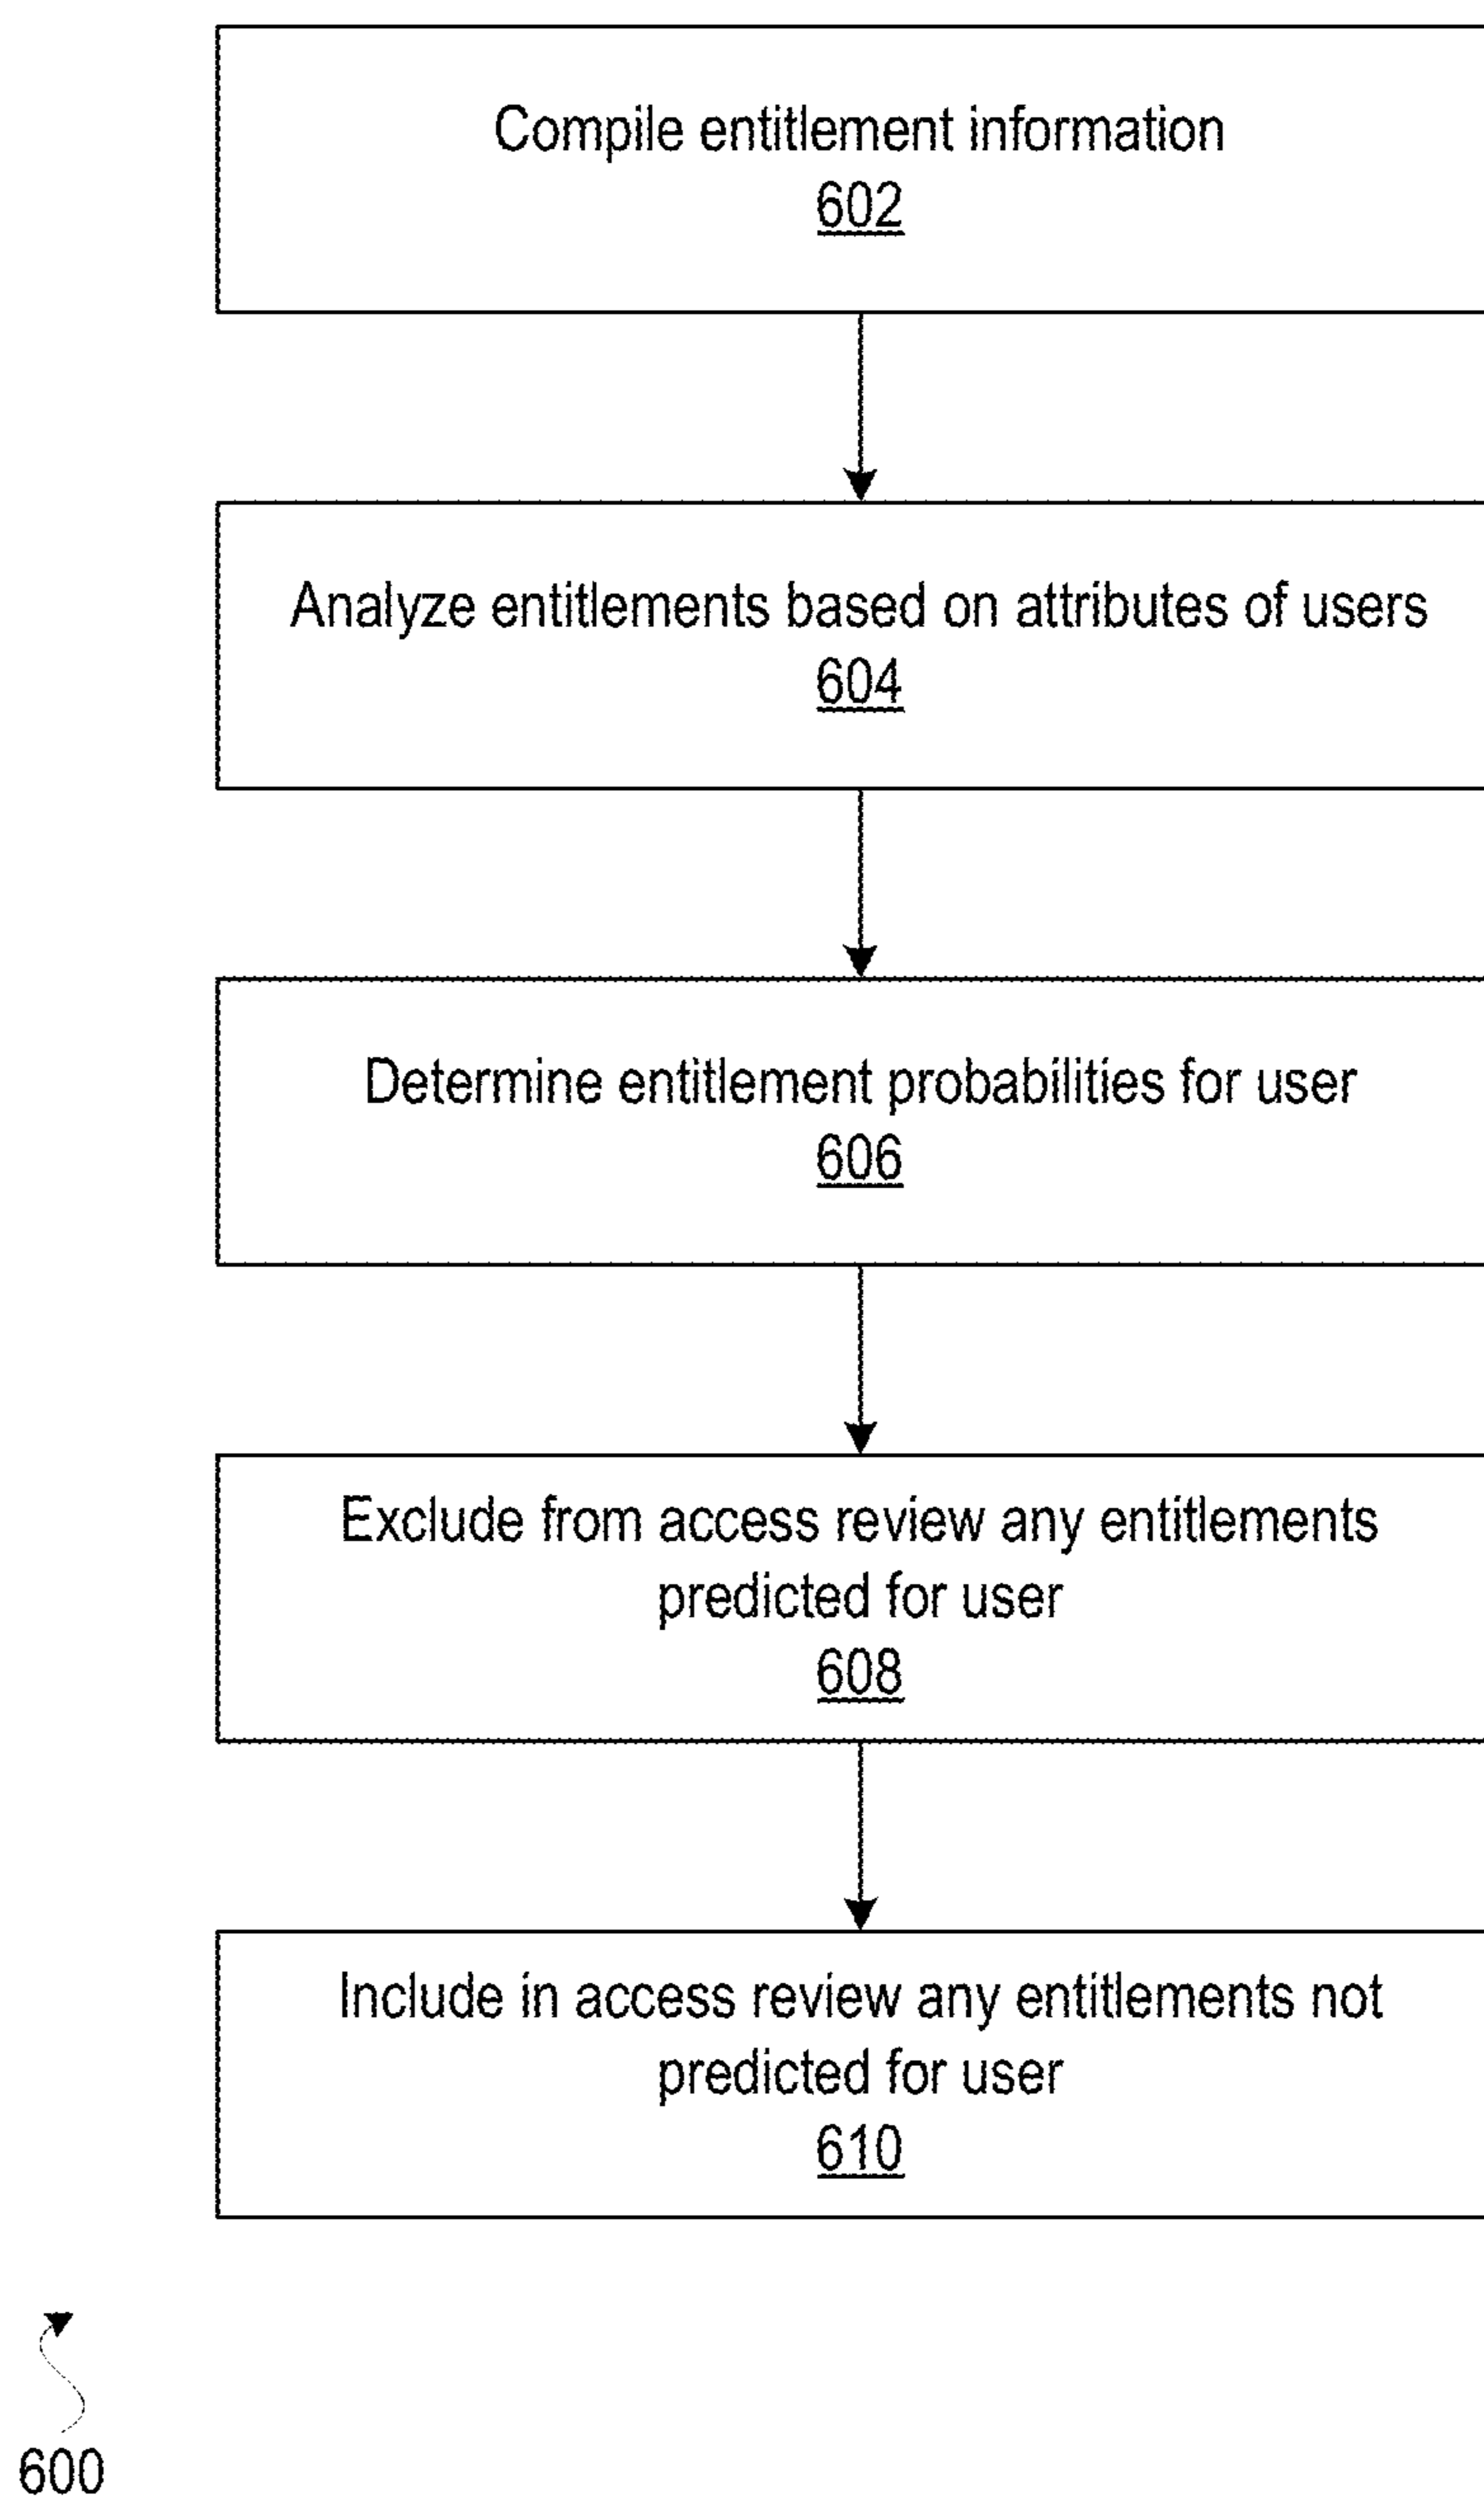 Compile entitlement information
602
Analyze entitlements based on attributes of users
604
Determine entitlement probabilities for user
606
Exclude from access review any entitlements
predicted for user
608
Include in access review any entitlements not
predicted for user
610
600